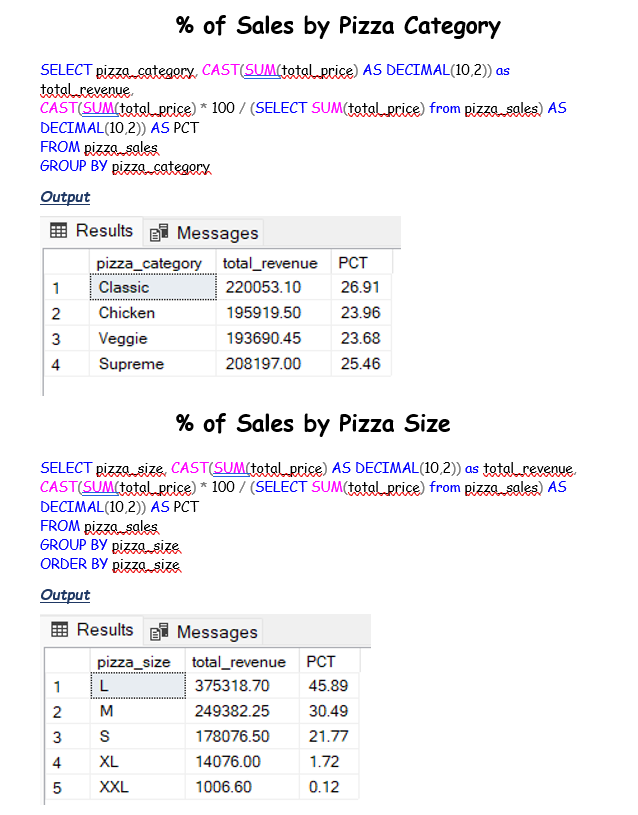 % of Sales by Pizza Category
SELECT pizza_category, CAST(SUM(total_price) AS DECIMAL(10,2)) as
total_revenue,
CAST(SUM(total_price) * 100 / (SELECT SUM(total_price) from pizza_sales) AS
DECIMAL(10,2)) AS PCT
FROM pizza_sales
GROUP BY pizza_category
Output
Results Messages
pizza_category total_revenue PCT
1 Classic 220053.10 26.91
2 Chicken 195919.50 23.96
3 Veggie 193690.45 23.68
4 Supreme 208197.00 25.46
% of Sales by Pizza Size
SELECT pizza_size, CAST(SUM(total_price) AS DECIMAL(10,2)) as total_revenue,
CAST(SUM(total_price) * 100 / (SELECT SUM(total_price) from pizza_sales) AS
DECIMAL(10,2)) AS PCT
FROM pizza_sales
GROUP BY pizza_size
ORDER BY pizza_size
Output
Results Messages
pizza_size total_revenue PCT
1 L 375318.70 45.89
2 M 249382.25 30.49
3 S 178076.50 21.77
4 XL 14076.00 1.72
5 XXL 1006.60 0.12